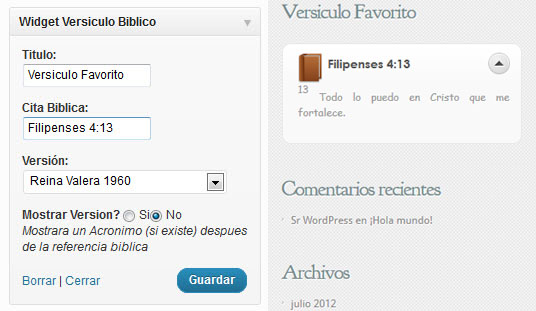 Widget Versiculo Biblico
Titulo:
Versiculo Favorito
Cita Biblica:
Filipenses 4:13
Versión:
Reina Valera 1960
Mostrar Version? Si No
Mostrara un Acronimo (si existe) despues
de la referencia biblica
Borrar | Cerrar
Guardar
Versiculo Favorito
Filipenses 4:13
13 Todo lo puedo en Cristo que me
fortalece.
Comentarios recientes
Sr WordPress en ¡Hola mundo!
Archivos
julio 2012